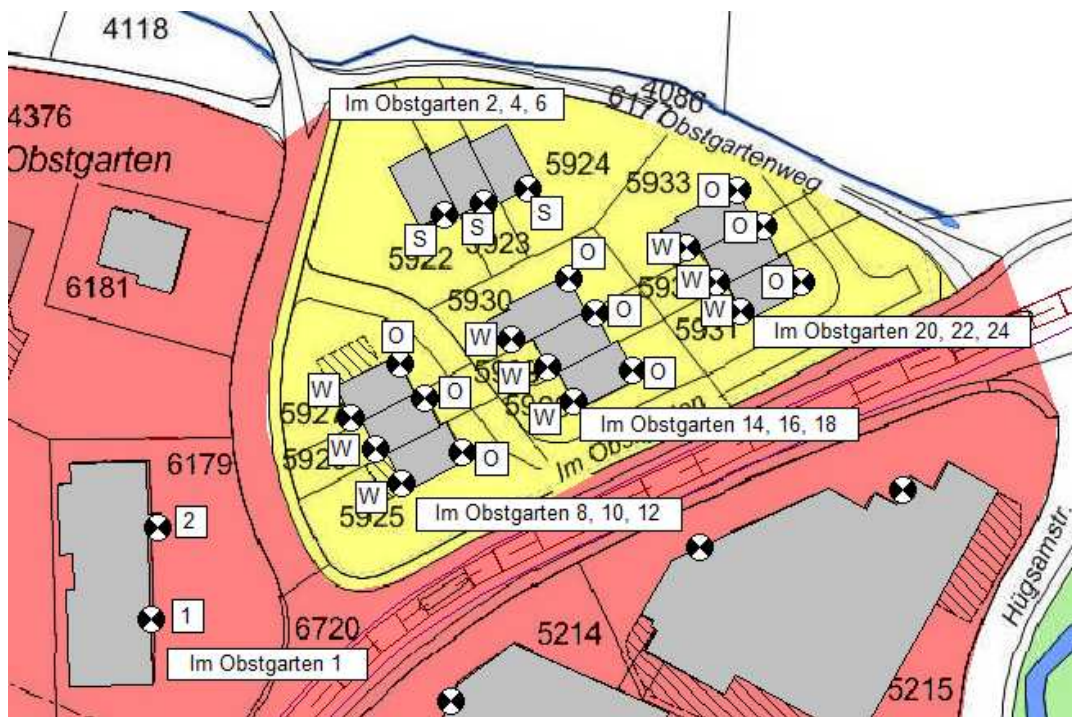 4118
4086
617 Obstgartenweg
Im Obstgarten 2, 4, 6
4376
Obstgarten
5924
5933
O
O
S
S
S
5923
5922
W
O
6181
5930
W
O
W
5931
Im Obstgarten 20, 22, 24
O
W
O
W
O
W
Im Obstgarten 14, 16, 18
O
W
5927
W
O
W
5925
Im Obstgarten 8, 10, 12
6179
2
1
6720
Im Obstgarten 1
5214
5215
Hügsamstr.